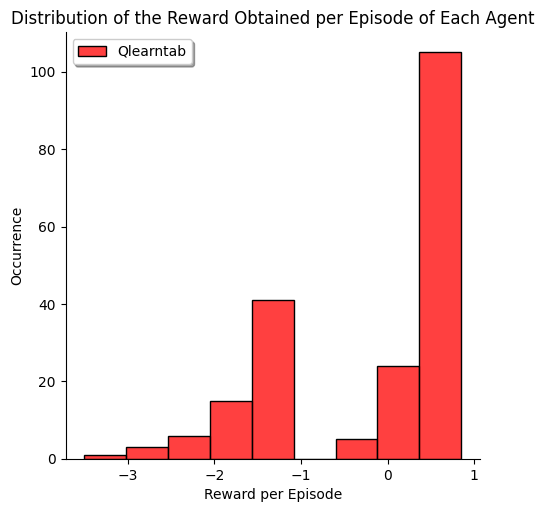 Distribution of the Reward Obtained per Episode of Each Agent
Qlearntab
100
80
60
40
20
0
Occurrence
−3
−2
−1
0
1
Reward per Episode